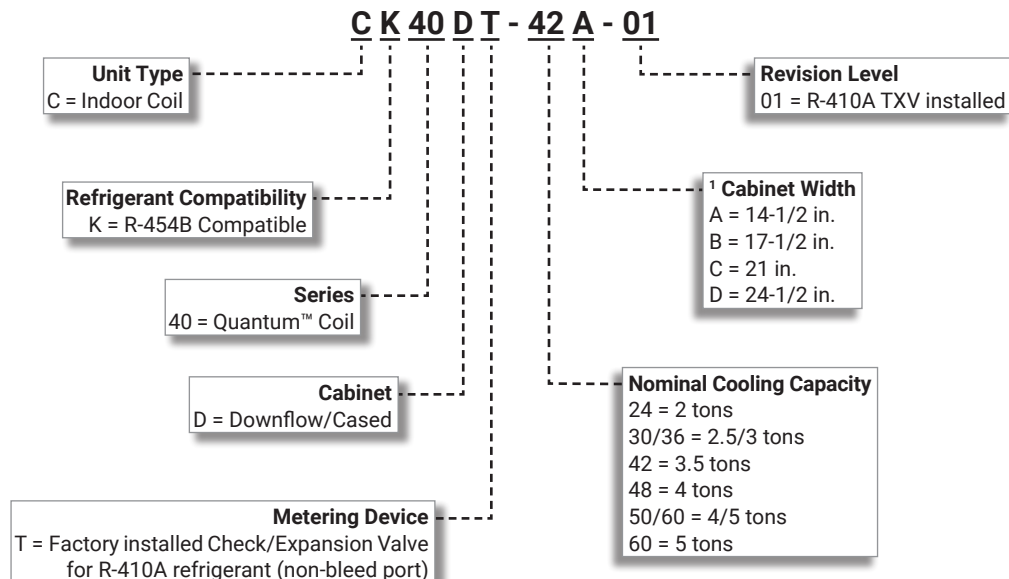 C K 40 D T - 42 A - 01
Unit Type
C = Indoor Coil
Revision Level
01 = R-410A TXV installed
Refrigerant Compatibility
K = R-454B Compatible
¹ Cabinet Width
A = 14-1/2 in.
B = 17-1/2 in.
C = 21 in.
D = 24-1/2 in.
Series
40 = Quantum™ Coil
Cabinet
D = Downflow/Cased
Nominal Cooling Capacity
24 = 2 tons
30/36 = 2.5/3 tons
42 = 3.5 tons
48 = 4 tons
50/60 = 4/5 tons
60 = 5 tons
Metering Device
T = Factory installed Check/Expansion Valve
for R-410A refrigerant (non-bleed port)